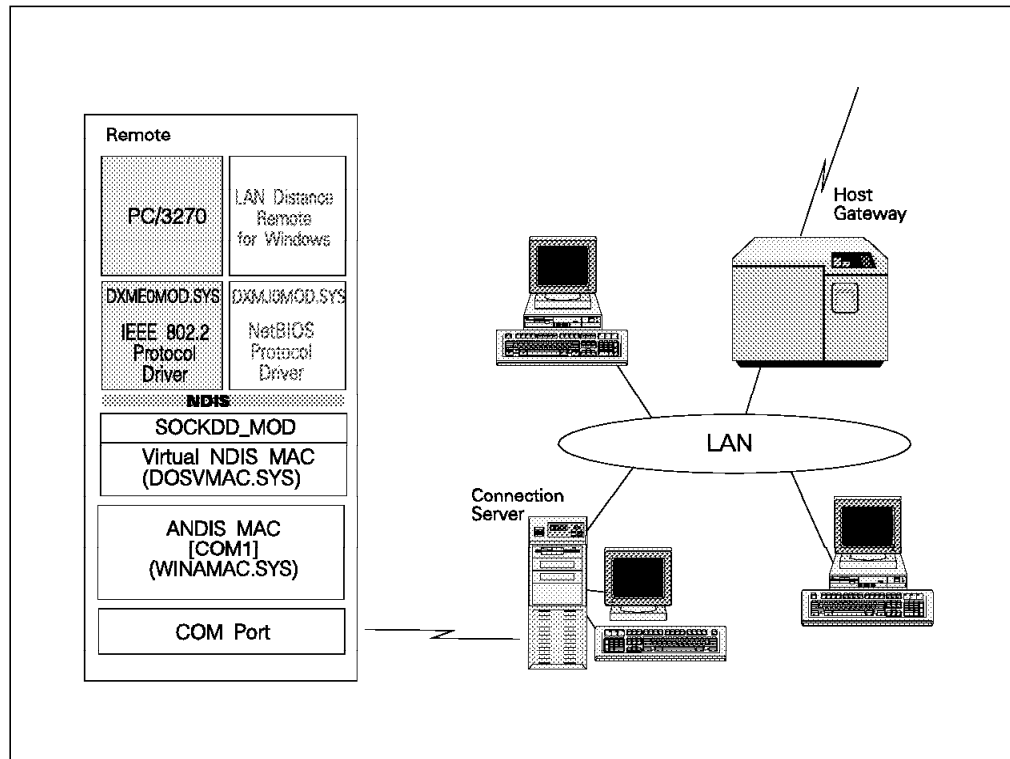 Remote
PC/3270
LAN Distance
Remote
for Windows
DXME0MOD.SYS
IEEE 802.2
Protocol
Driver
DXMJ0MOD.SYS
NetBIOS
Protocol
Driver
NDIS
SOCKDD_MOD
Virtual NDIS MAC
(DOSVMAC.SYS)
ANDIS MAC
[COM1]
(WINAMAC.SYS)
COM Port
Host
Gateway
LAN
Connection
Server